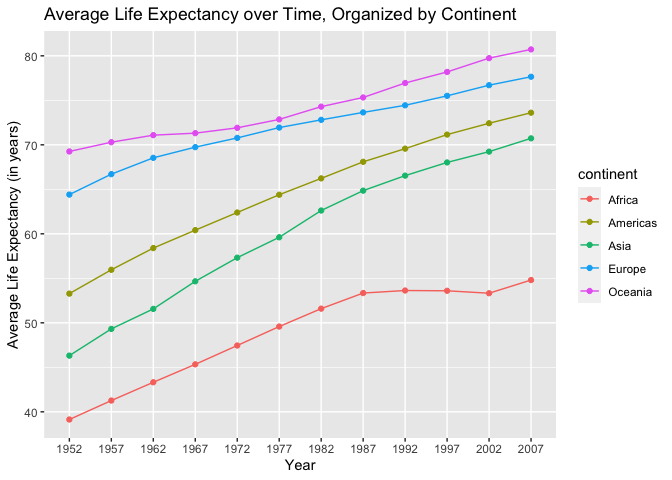 Average Life Expectancy over Time, Organized by Continent
Average Life Expectancy (in years)
80
70
60
50
40
1952 1957 1962 1967 1972 1977 1982 1987 1992 1997 2002 2007
Year
continent
Africa
Americas
Asia
Europe
Oceania